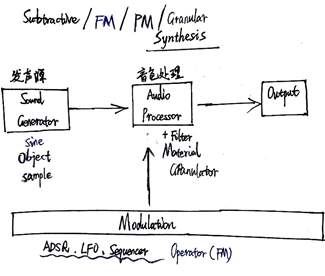 Subtractive / FM / PM / Granular
Synthesis
发声源
音色处理
Sound
Generator
Audio
Processor
Output
sine
Object
sample
+ Filter
Material
Granulator
Modulation
ADSR. LFO. Sequencer
Operator (FM)